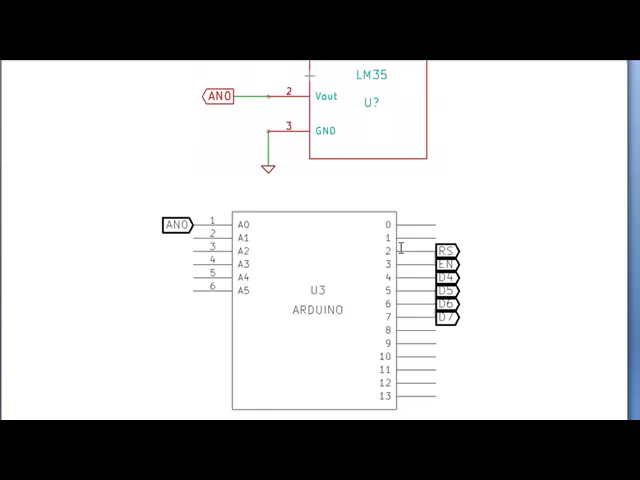 LM35
AN0 2 Vout
U?
3 GND
AN0 1 A0 0
2 A1 1
3 A2 2 RS
4 A3 3 EN
5 A4 4 D4
6 A5 5 D5
U3 6 D6
ARDUINO 7 D7
8
9
10
11
12
13